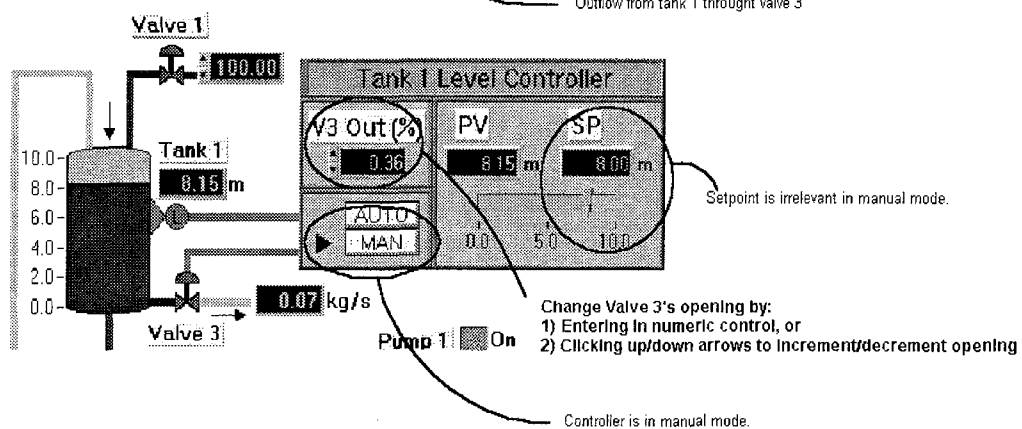 Outflow from tank 1 throught valve 3
Valve 1
100.00
Tank 1 Level Controller
V3 Out (%)
PV
SP
0.36
8.15 m
8.00 m
Tank 1
8.15 m
10.0-
8.0-
6.0-
4.0-
2.0-
0.0-
L
AUTO
MAN
0.0
5.0
10.0
Setpoint is irrelevant in manual mode.
0.07 kg/s
Valve 3
Pump 1
On
Change Valve 3's opening by:
1) Entering in numeric control, or
2) Clicking up/down arrows to increment/decrement opening
Controller is in manual mode.